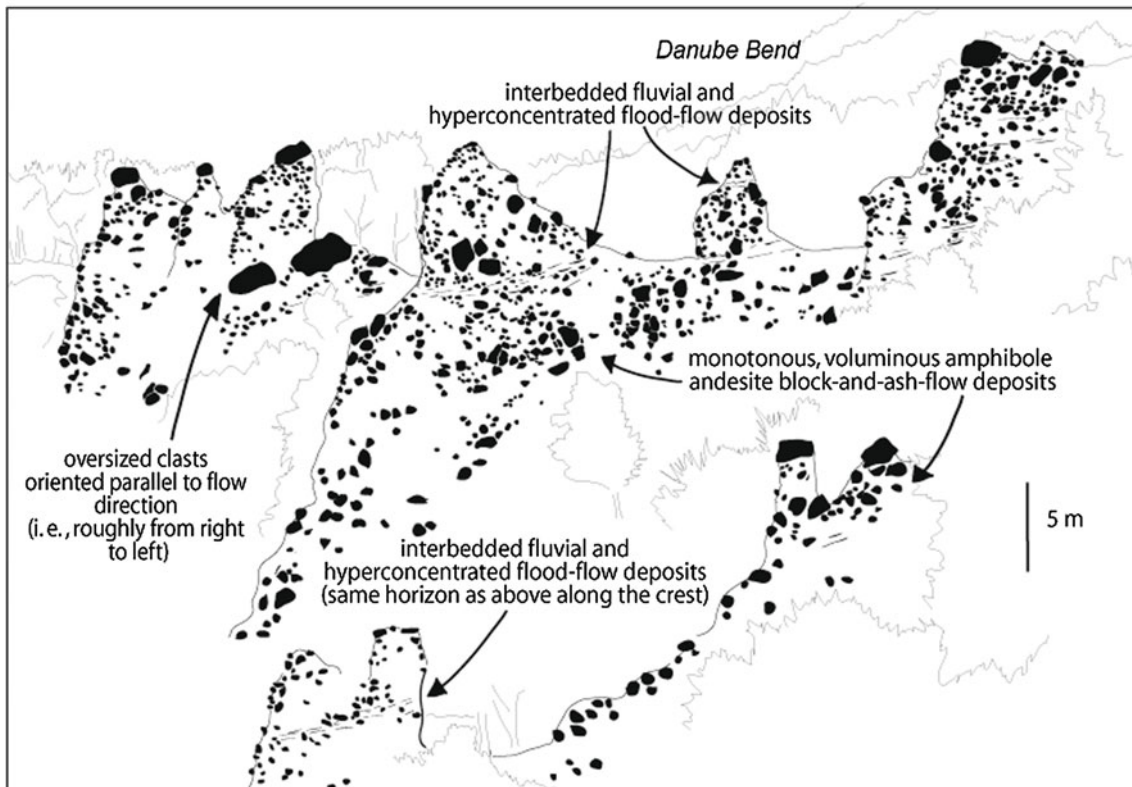 Danube Bend
interbedded fluvial and
hyperconcentrated flood-flow deposits
monotonous, voluminous amphibole
andesite block-and-ash-flow deposits
oversized clasts
oriented parallel to flow
direction
(i. e., roughly from right
to left)
5 m
interbedded fluvial and
hyperconcentrated flood-flow deposits
(same horizon as above along the crest)